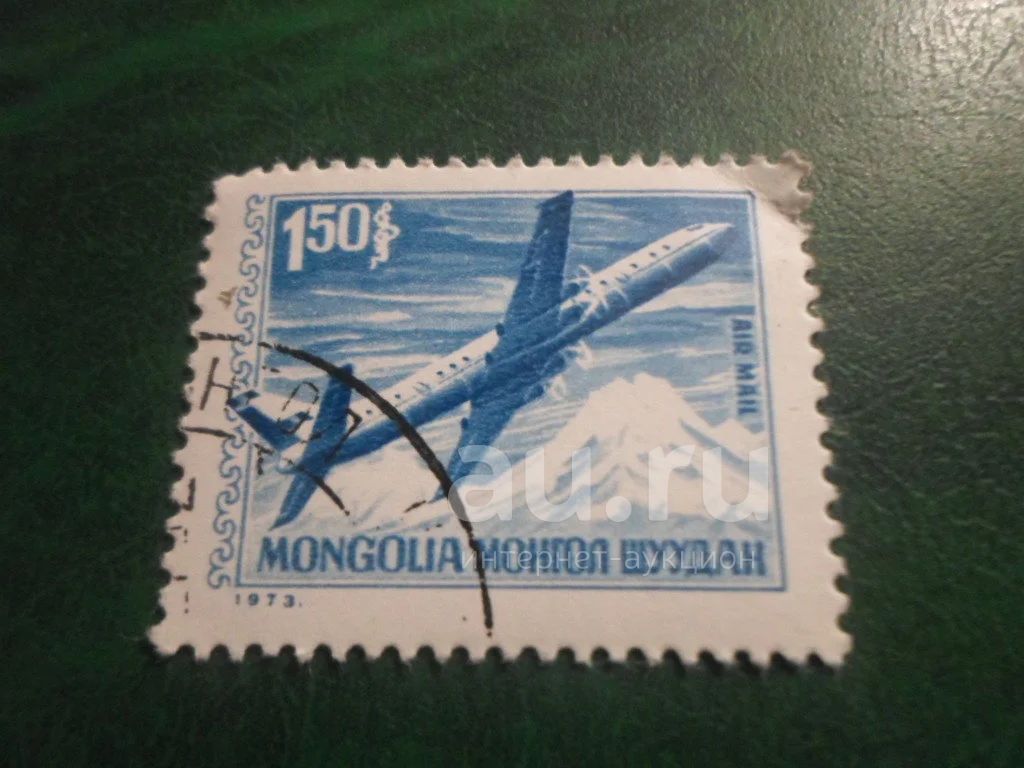 1.50
AIR MAIL
MONGOLIA МОНГОЛ ШУУДАН
1973.
au.ru
интернет-аукцион